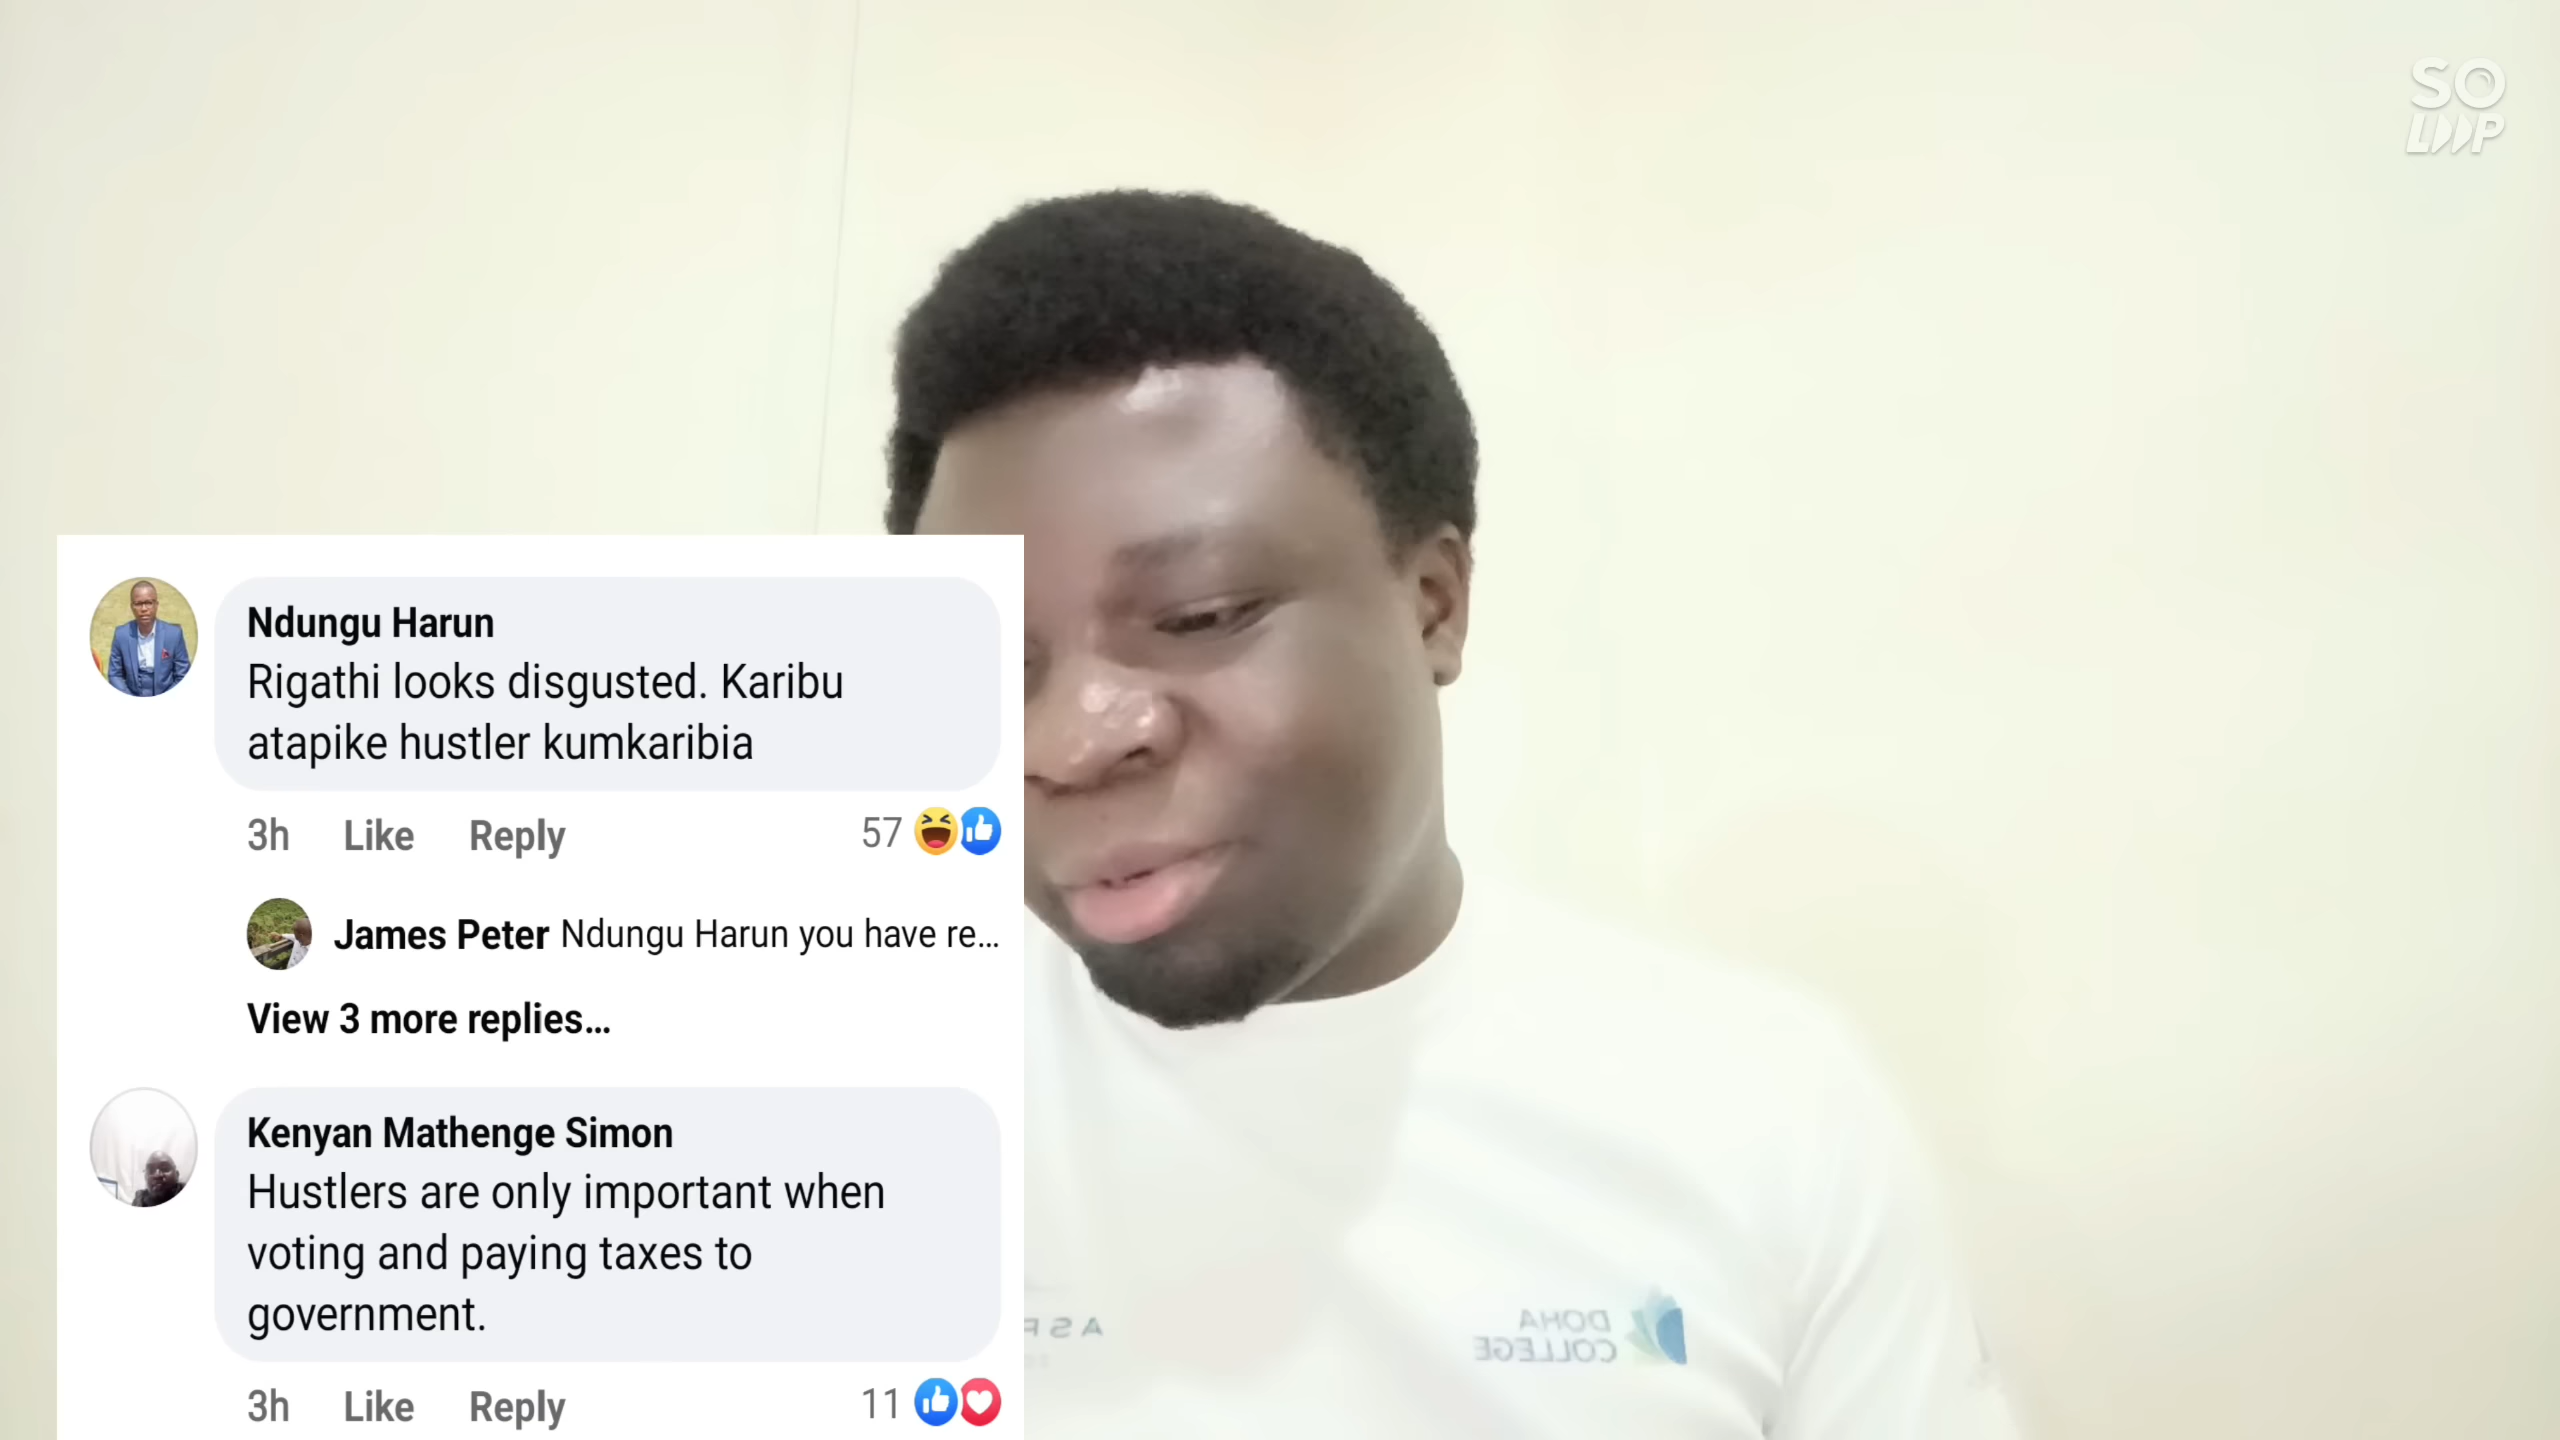 SO
LOOP
Ndungu Harun
Rigathi looks disgusted. Karibu
atapike hustler kumkaribia
3h Like Reply 57
James Peter Ndungu Harun you have re...
View 3 more replies...
Kenyan Mathenge Simon
Hustlers are only important when
voting and paying taxes to
government.
3h Like Reply 11
DOHA
COLLEGE